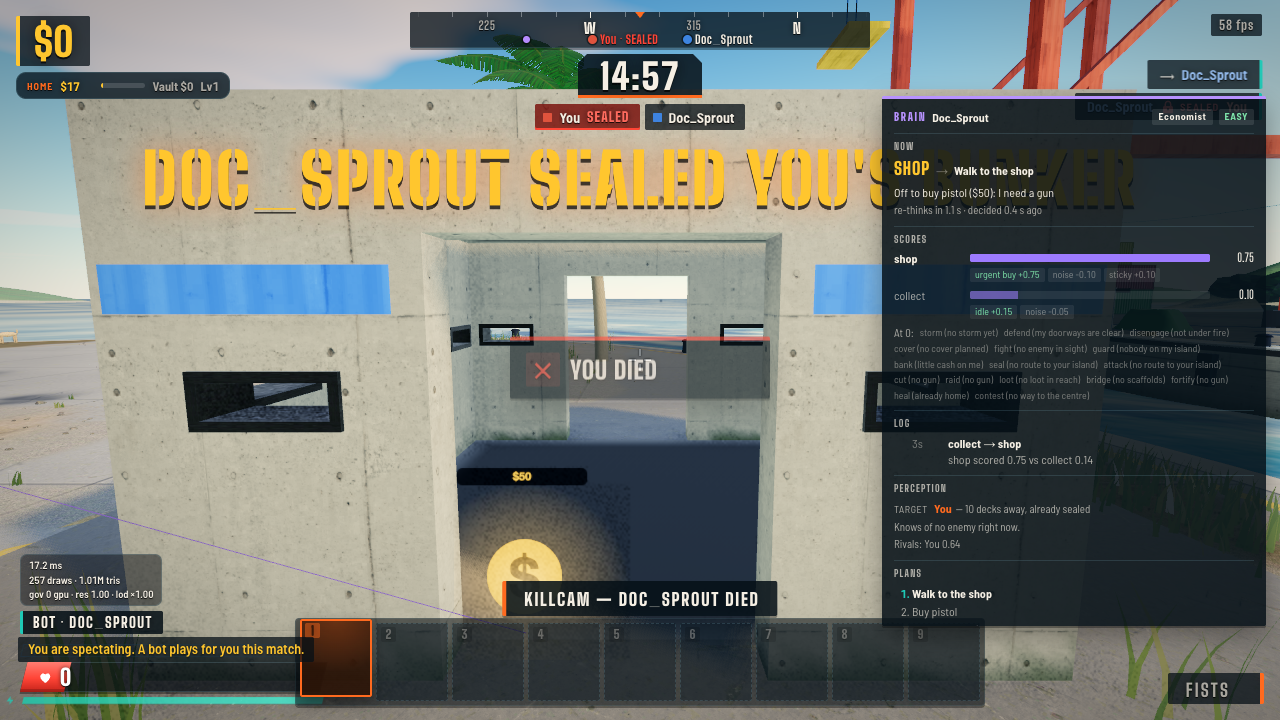 $0
HOME $17 Vault $0 Lv1
225 W 315 N
You · SEALED Doc_Sprout
14:57
You SEALED Doc_Sprout
58 fps
→ Doc_Sprout
DOC_SPROUT SEALED YOU'S BUNKER
BRAIN Doc_Sprout Economist EASY
NOW
SHOP → Walk to the shop
Off to buy pistol ($50): I need a gun
re-thinks in 1.1 s · decided 0.4 s ago
SCORES
shop 0.75
urgent buy +0.75 noise -0.10 sticky +0.10
collect 0.10
idle +0.15 noise -0.05
At 0: storm (no storm yet) defend (my doorways are clear) disengage (not under fire)
cover (no cover planned) fight (no enemy in sight) guard (nobody on my island)
bank (little cash on me) seal (no route to your island) attack (no route to your island)
cut (no gun) raid (no gun) loot (no loot in reach) bridge (no scaffolds) fortify (no gun)
heal (already home) contest (no way to the centre)
LOG
3s collect → shop
shop scored 0.75 vs collect 0.14
PERCEPTION
TARGET You — 10 decks away, already sealed
Knows of no enemy right now.
Rivals: You 0.64
PLANS
1. Walk to the shop
2. Buy pistol
YOU DIED
$50
$
KILLCAM — DOC_SPROUT DIED
17.2 ms
257 draws · 1.01M tris
gov 0 gpu · res 1.00 · lod ×1.00
BOT · DOC_SPROUT
You are spectating. A bot plays for you this match.
0
1 2 3 4 5 6 7 8 9
FISTS